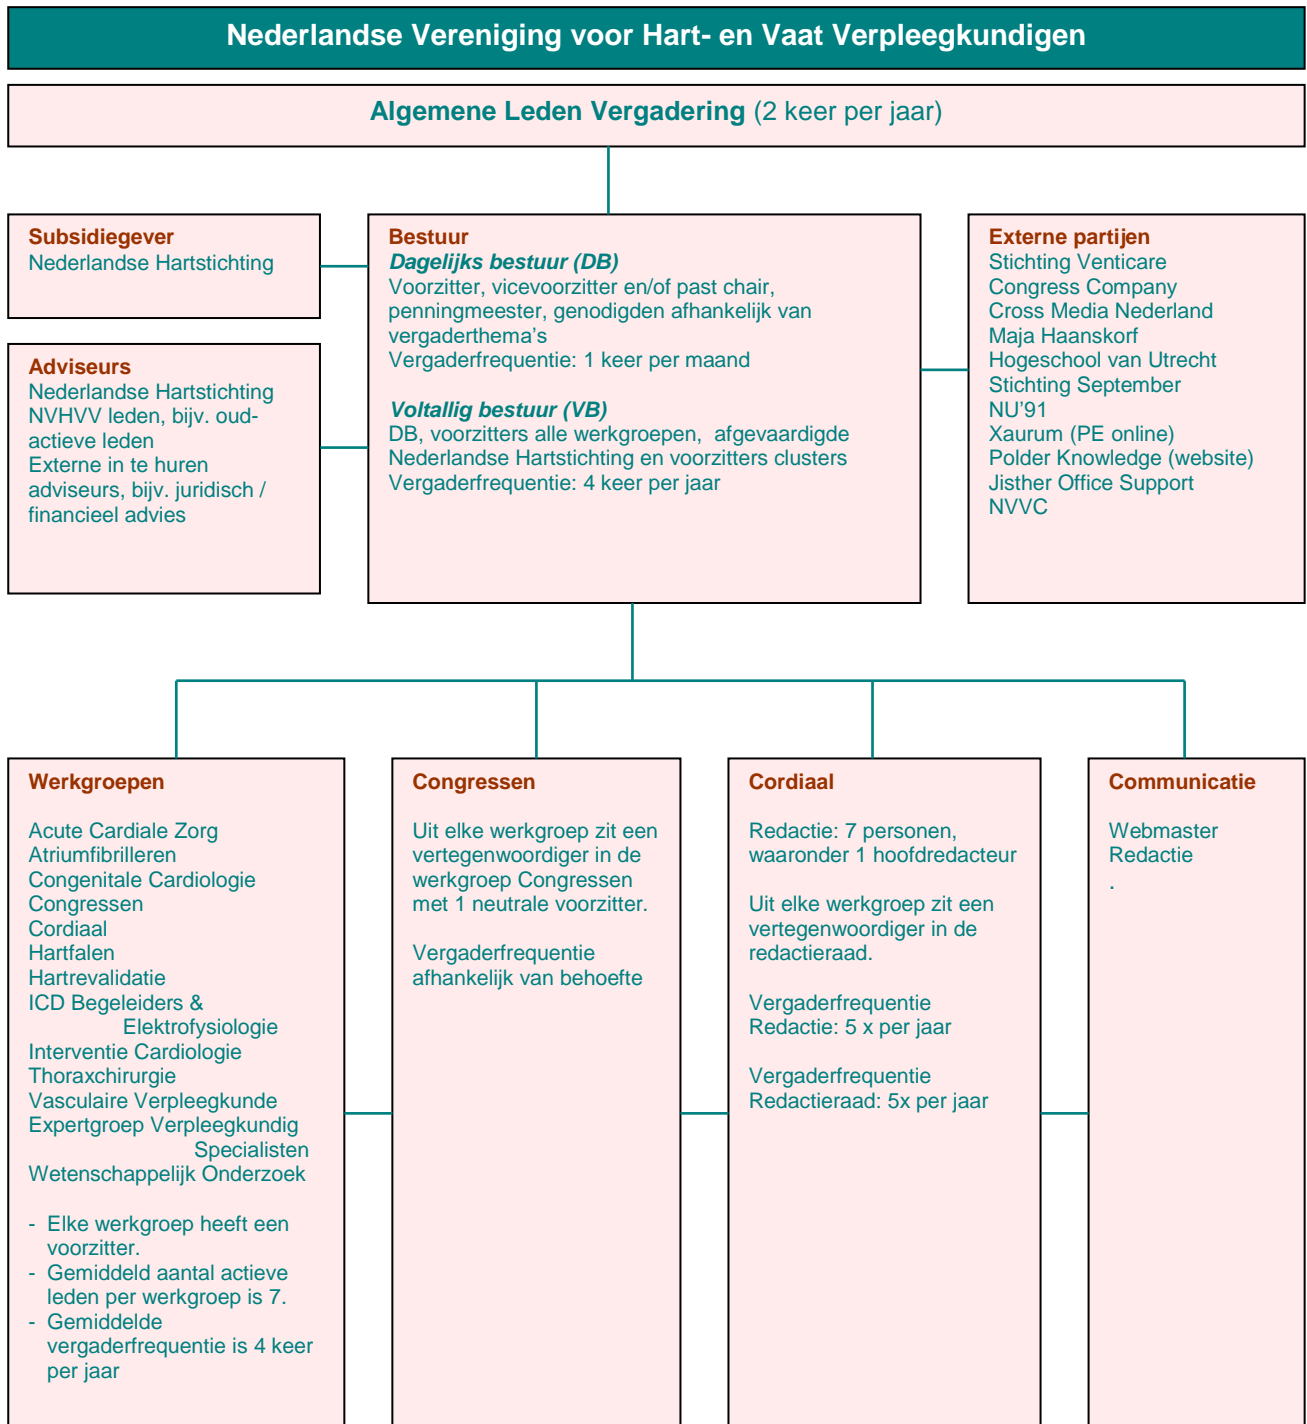 Nederlandse Vereniging voor Hart- en Vaat Verpleegkundigen
Algemene Leden Vergadering (2 keer per jaar)
Subsidiegever
Nederlandse Hartstichting
Adviseurs
Nederlandse Hartstichting
NVHVV leden, bijv. oud-
actieve leden
Externe in te huren
adviseurs, bijv. juridisch /
financieel advies
Bestuur
Dagelijks bestuur (DB)
Voorzitter, vicevoorzitter en/of past chair,
penningmeester, genodigden afhankelijk van
vergaderthema's
Vergaderfrequentie: 1 keer per maand
Voltallig bestuur (VB)
DB, voorzitters alle werkgroepen, afgevaardigde
Nederlandse Hartstichting en voorzitters clusters
Vergaderfrequentie: 4 keer per jaar
Externe partijen
Stichting Venticare
Congress Company
Cross Media Nederland
Maja Haanskorf
Hogeschool van Utrecht
Stichting September
NU'91
Xaurum (PE online)
Polder Knowledge (website)
Jisther Office Support
NVVC
Werkgroepen
Acute Cardiale Zorg
Atriumfibrilleren
Congenitale Cardiologie
Congressen
Cordiaal
Hartfalen
Hartrevalidatie
ICD Begeleiders &
Elektrofysiologie
Interventie Cardiologie
Thoraxchirurgie
Vasculaire Verpleegkunde
Expertgroep Verpleegkundig
Specialisten
Wetenschappelijk Onderzoek
- Elke werkgroep heeft een
voorzitter.
- Gemiddeld aantal actieve
leden per werkgroep is 7.
- Gemiddelde
vergaderfrequentie is 4 keer
per jaar
Congressen
Uit elke werkgroep zit een
vertegenwoordiger in de
werkgroep Congressen
met 1 neutrale voorzitter.
Vergaderfrequentie
afhankelijk van behoefte
Cordiaal
Redactie: 7 personen,
waaronder 1 hoofdredacteur
Uit elke werkgroep zit een
vertegenwoordiger in de
redactieraad.
Vergaderfrequentie
Redactie: 5 x per jaar
Vergaderfrequentie
Redactieraad: 5x per jaar
Communicatie
Webmaster
Redactie
.